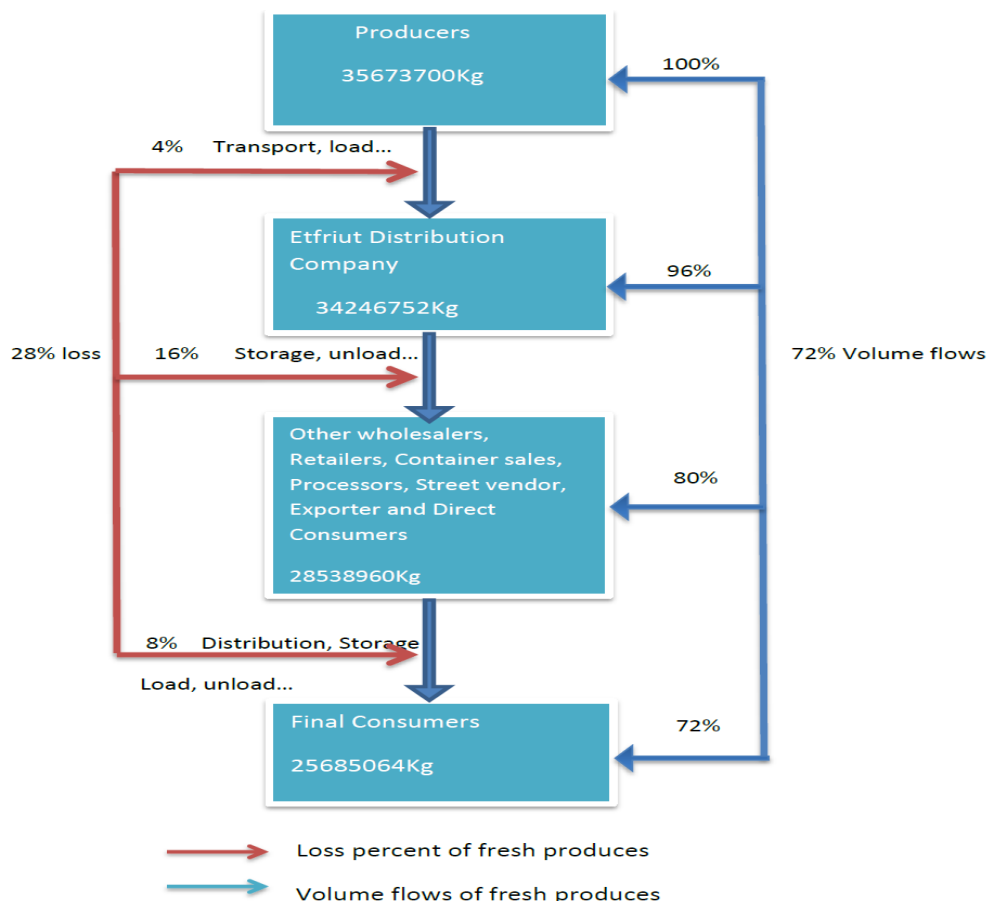 Producers
35673700Kg
100%
4% Transport, load...
Etfriut Distribution
Company
34246752Kg
96%
28% loss
16% Storage, unload...
72% Volume flows
Other wholesalers,
Retailers, Container sales,
Processors, Street vendor,
Exporter and Direct
Consumers
28538960Kg
80%
8% Distribution, Storage
Load, unload...
Final Consumers
25685064Kg
72%
Loss percent of fresh produces
Volume flows of fresh produces